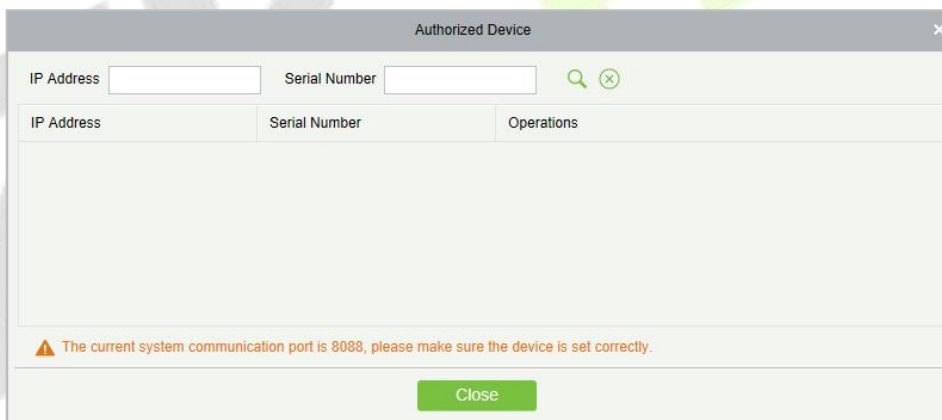 Authorized Device
IP Address Serial Number
IP Address Serial Number Operations
The current system communication port is 8088, please make sure the device is set correctly.
Close